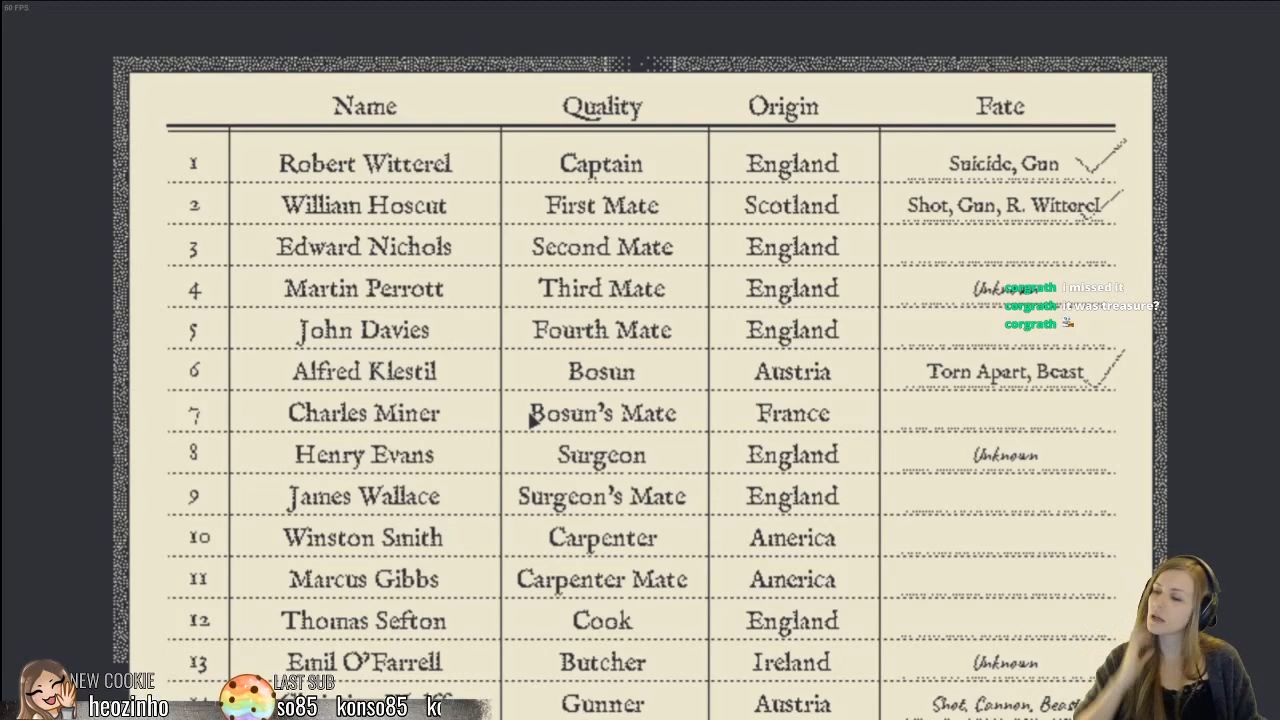 60 FPS
Name Quality Origin Fate
1 Robert Witterel Captain England Suicide, Gun
2 William Hoscut First Mate Scotland Shot, Gun, R. Witterel
3 Edward Nichols Second Mate England
4 Martin Perrott Third Mate England
corgrath I missed it
corgrath it was treasure?
corgrath
5 John Davies Fourth Mate England
6 Alfred Klestil Bosun Austria Torn Apart, Beast
7 Charles Miner Bosun's Mate France
8 Henry Evans Surgeon England Unknown
9 James Wallace Surgeon's Mate England
10 Winston Smith Carpenter America
11 Marcus Gibbs Carpenter Mate America
12 Thomas Sefton Cook England
13 Emil O'Farrell Butcher Ireland Unknown
Gunner Austria Shot, Cannon, Beast
NEW COOKIE
heozinho
LAST SUB
so85 konso85